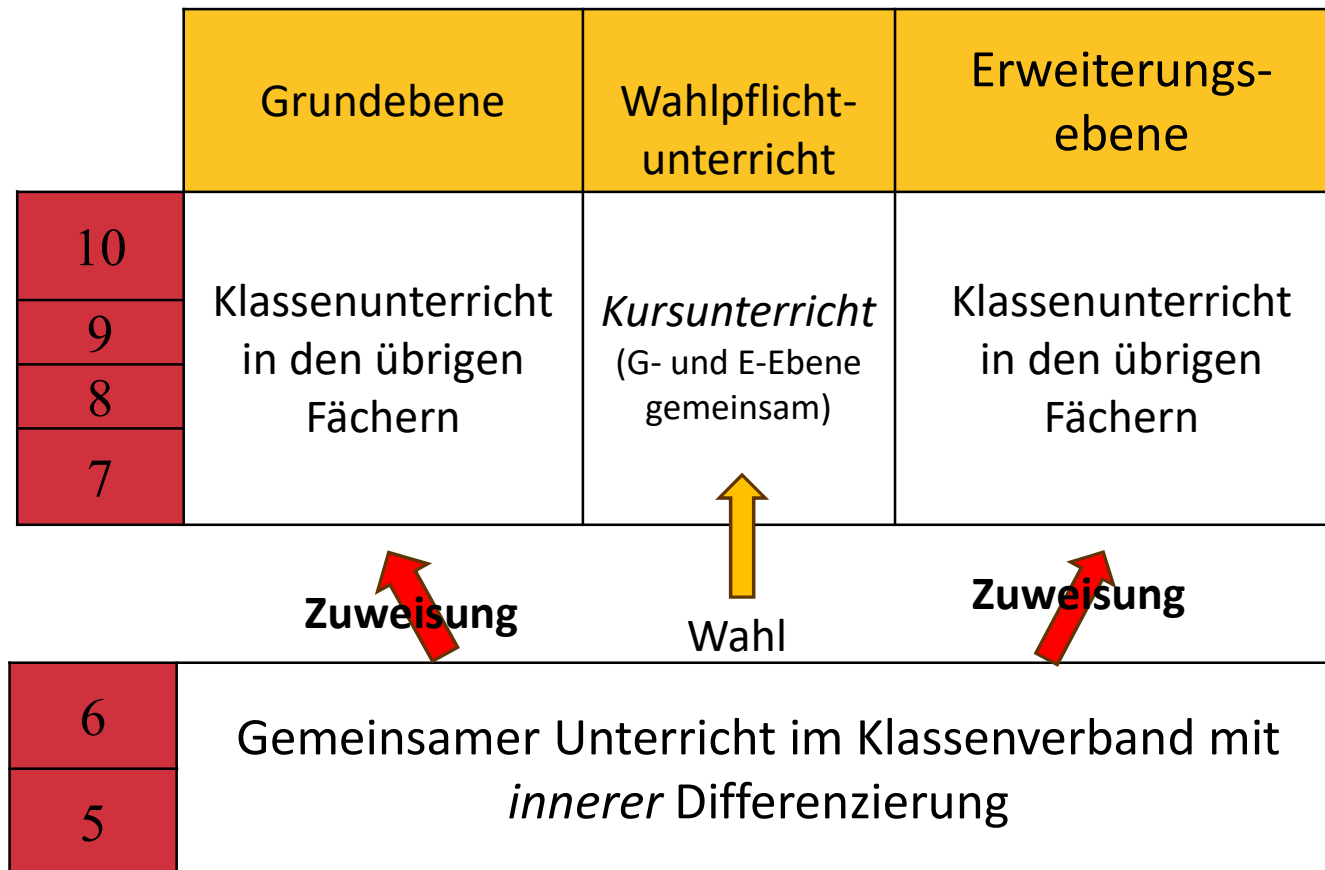 Grundebene
Wahlpflicht-
unterricht
Erweiterungs-
ebene
10
9
8
7
Klassenunterricht
in den übrigen
Fächern
Kursunterricht
(G- und E-Ebene
gemeinsam)
Klassenunterricht
in den übrigen
Fächern
Zuweisung
Wahl
Zuweisung
6
5
Gemeinsamer Unterricht im Klassenverband mit
innerer Differenzierung